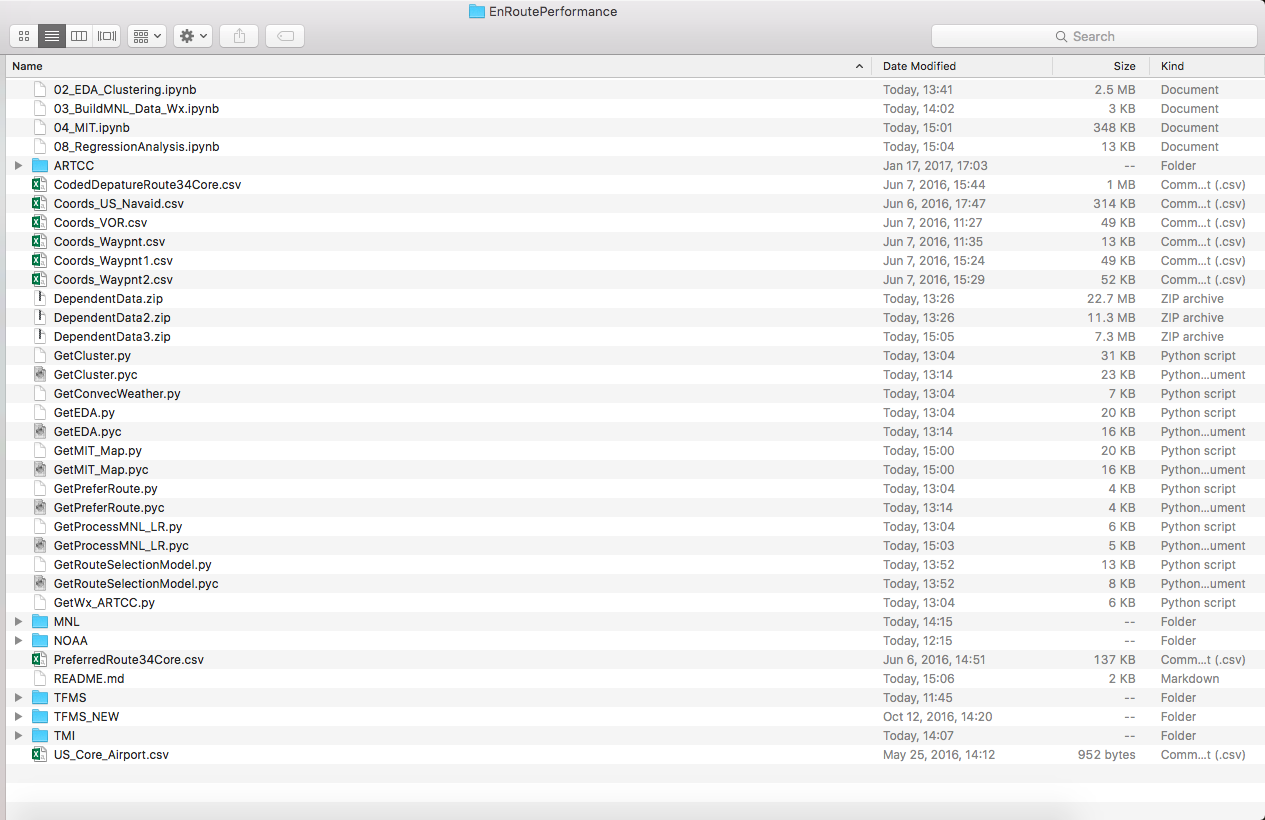 EnRoutePerformance
Search
Name Date Modified Size Kind
02_EDA_Clustering.ipynb Today, 13:41 2.5 MB Document
03_BuildMNL_Data_Wx.ipynb Today, 14:02 3 KB Document
04_MIT.ipynb Today, 15:01 348 KB Document
08_RegressionAnalysis.ipynb Today, 15:04 13 KB Document
ARTCC Jan 17, 2017, 17:03 -- Folder
CodedDepatureRoute34Core.csv Jun 7, 2016, 15:44 1 MB Comm...t (.csv)
Coords_US_Navaid.csv Jun 6, 2016, 17:47 314 KB Comm...t (.csv)
Coords_VOR.csv Jun 7, 2016, 11:27 49 KB Comm...t (.csv)
Coords_Waypnt.csv Jun 7, 2016, 11:35 13 KB Comm...t (.csv)
Coords_Waypnt1.csv Jun 7, 2016, 15:24 49 KB Comm...t (.csv)
Coords_Waypnt2.csv Jun 7, 2016, 15:29 52 KB Comm...t (.csv)
DependentData.zip Today, 13:26 22.7 MB ZIP archive
DependentData2.zip Today, 13:26 11.3 MB ZIP archive
DependentData3.zip Today, 15:05 7.3 MB ZIP archive
GetCluster.py Today, 13:04 31 KB Python script
GetCluster.pyc Today, 13:14 23 KB Python...ument
GetConvecWeather.py Today, 13:04 7 KB Python script
GetEDA.py Today, 13:04 20 KB Python script
GetEDA.pyc Today, 13:14 16 KB Python...ument
GetMIT_Map.py Today, 15:00 20 KB Python script
GetMIT_Map.pyc Today, 15:00 16 KB Python...ument
GetPreferRoute.py Today, 13:04 4 KB Python script
GetPreferRoute.pyc Today, 13:14 4 KB Python...ument
GetProcessMNL_LR.py Today, 13:04 6 KB Python script
GetProcessMNL_LR.pyc Today, 15:03 5 KB Python...ument
GetRouteSelectionModel.py Today, 13:52 13 KB Python script
GetRouteSelectionModel.pyc Today, 13:52 8 KB Python...ument
GetWx_ARTCC.py Today, 13:04 6 KB Python script
MNL Today, 14:15 -- Folder
NOAA Today, 12:15 -- Folder
PreferredRoute34Core.csv Jun 6, 2016, 14:51 137 KB Comm...t (.csv)
README.md Today, 15:06 2 KB Markdown
TFMS Today, 11:45 -- Folder
TFMS_NEW Oct 12, 2016, 14:20 -- Folder
TMI Today, 14:07 -- Folder
US_Core_Airport.csv May 25, 2016, 14:12 952 bytes Comm...t (.csv)